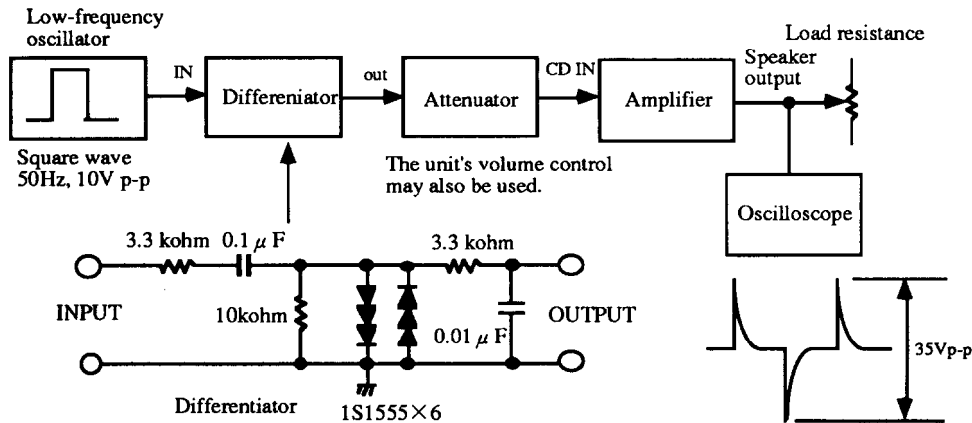 Low-frequency
oscillator
Load resistance
IN
out
CD IN
Speaker
output
Differeniator
Attenuator
Amplifier
Square wave
50Hz, 10V p-p
The unit's volume control
may also be used.
Oscilloscope
3.3 kohm
0.1 μ F
3.3 kohm
INPUT
10kohm
0.01 μ F
OUTPUT
35Vp-p
Differentiator
1S1555×6